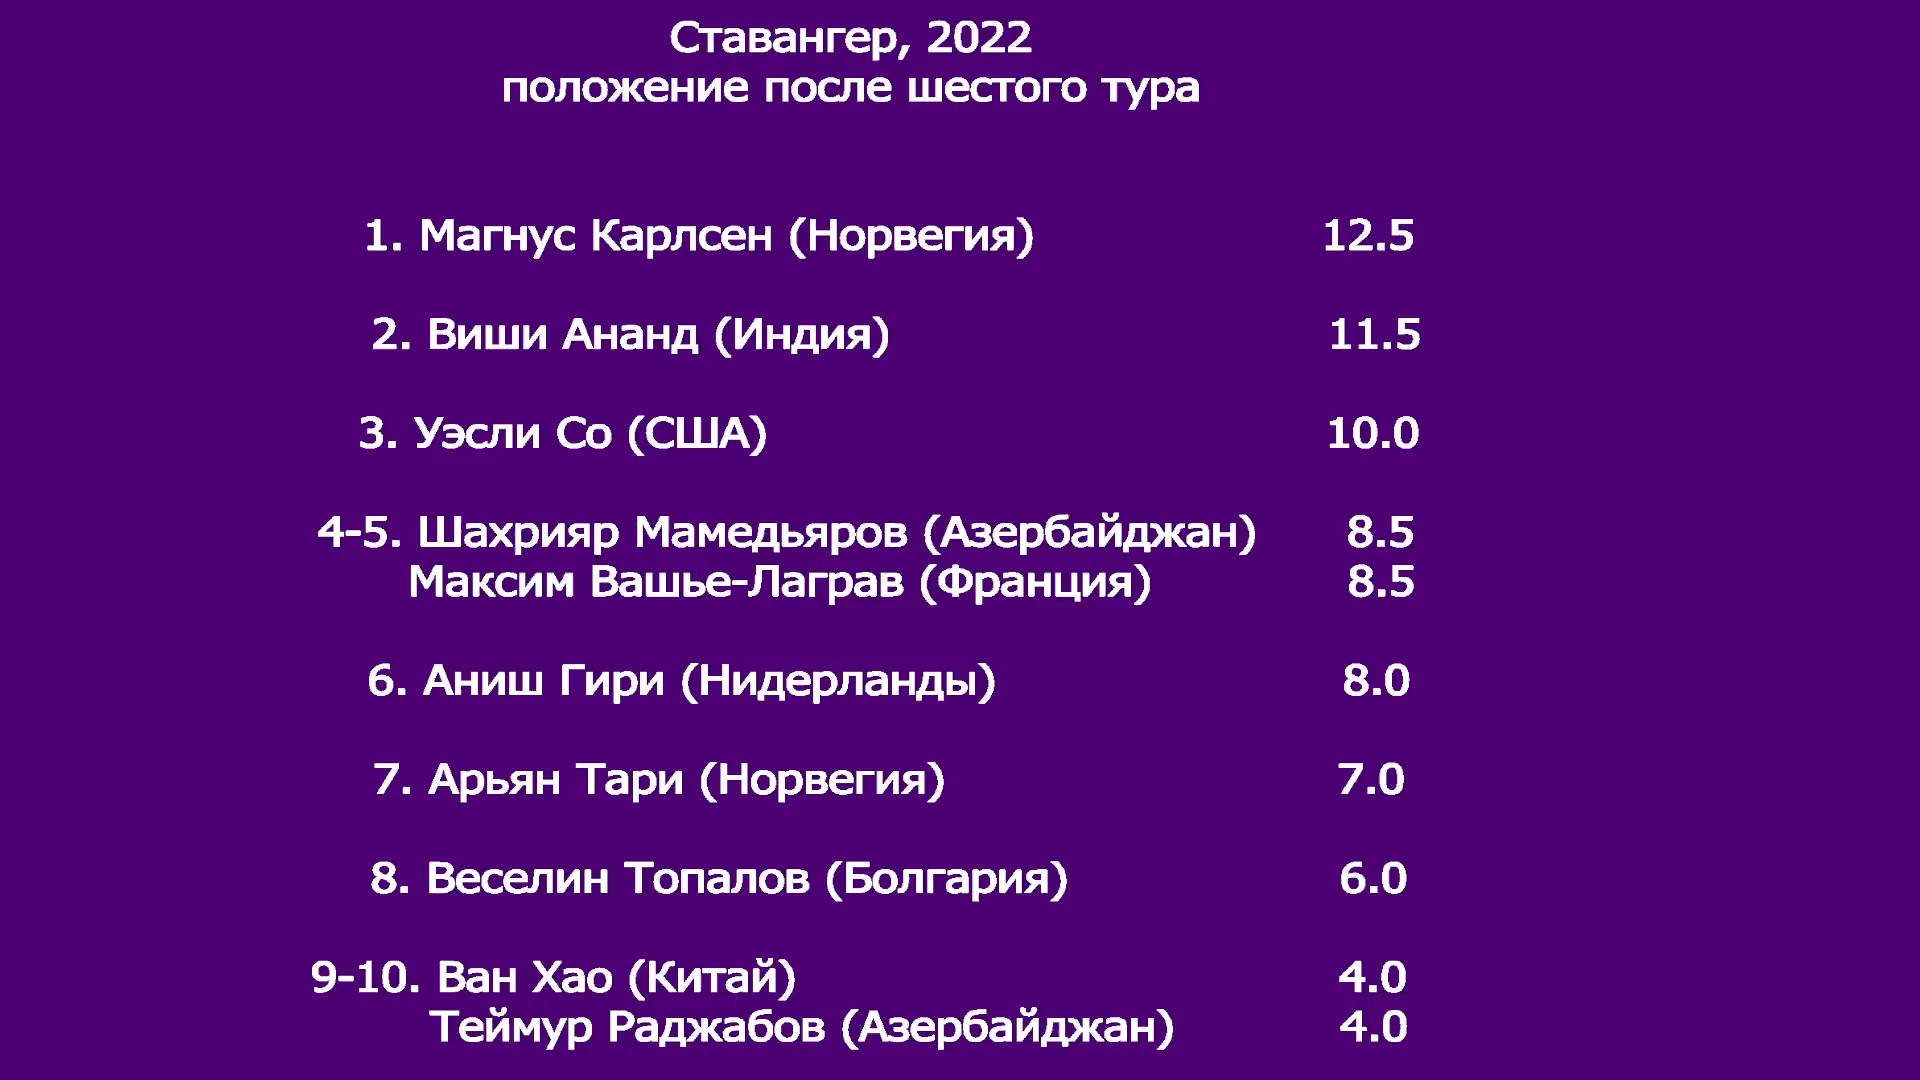 Ставангер, 2022
положение после шестого тура
1. Магнус Карлсен (Норвегия) 12.5
2. Виши Ананд (Индия) 11.5
3. Уэсли Со (США) 10.0
4-5. Шахрияр Мамедьяров (Азербайджан) 8.5
Максим Вашье-Лаграв (Франция) 8.5
6. Аниш Гири (Нидерланды) 8.0
7. Арьян Тари (Норвегия) 7.0
8. Веселин Топалов (Болгария) 6.0
9-10. Ван Хао (Китай) 4.0
Теймур Раджабов (Азербайджан) 4.0